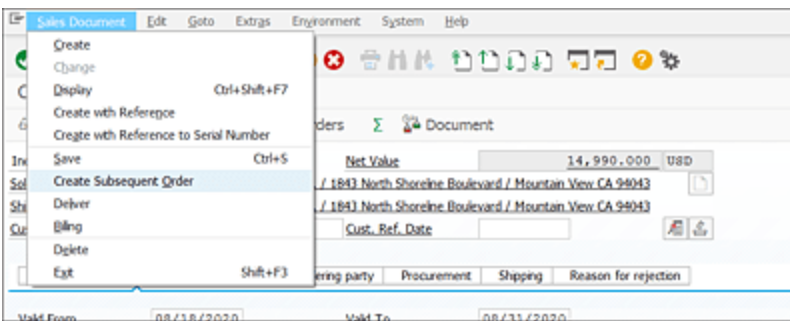 Sales Document Edit Goto Extras Environment System Help
Create
Change
Display Ctrl+Shift+F7
Create wth Reference
Create wth Reference to Serial Number
ders Σ Document
Save Ctrl+S
Net Value 14,990.000 USD
Create Subsequent Order
/ 1843 North Shoreline Boulevard / Mountain View CA 94043
Deliver
/ 1843 North Shoreline Boulevard / Mountain View CA 94043
Billing
Cust. Ref. Date
Delete
Exit Shift+F3
ering party Procurement Shipping Reason for rejection
Valid From 08/18/2020 Valid To 08/31/2020